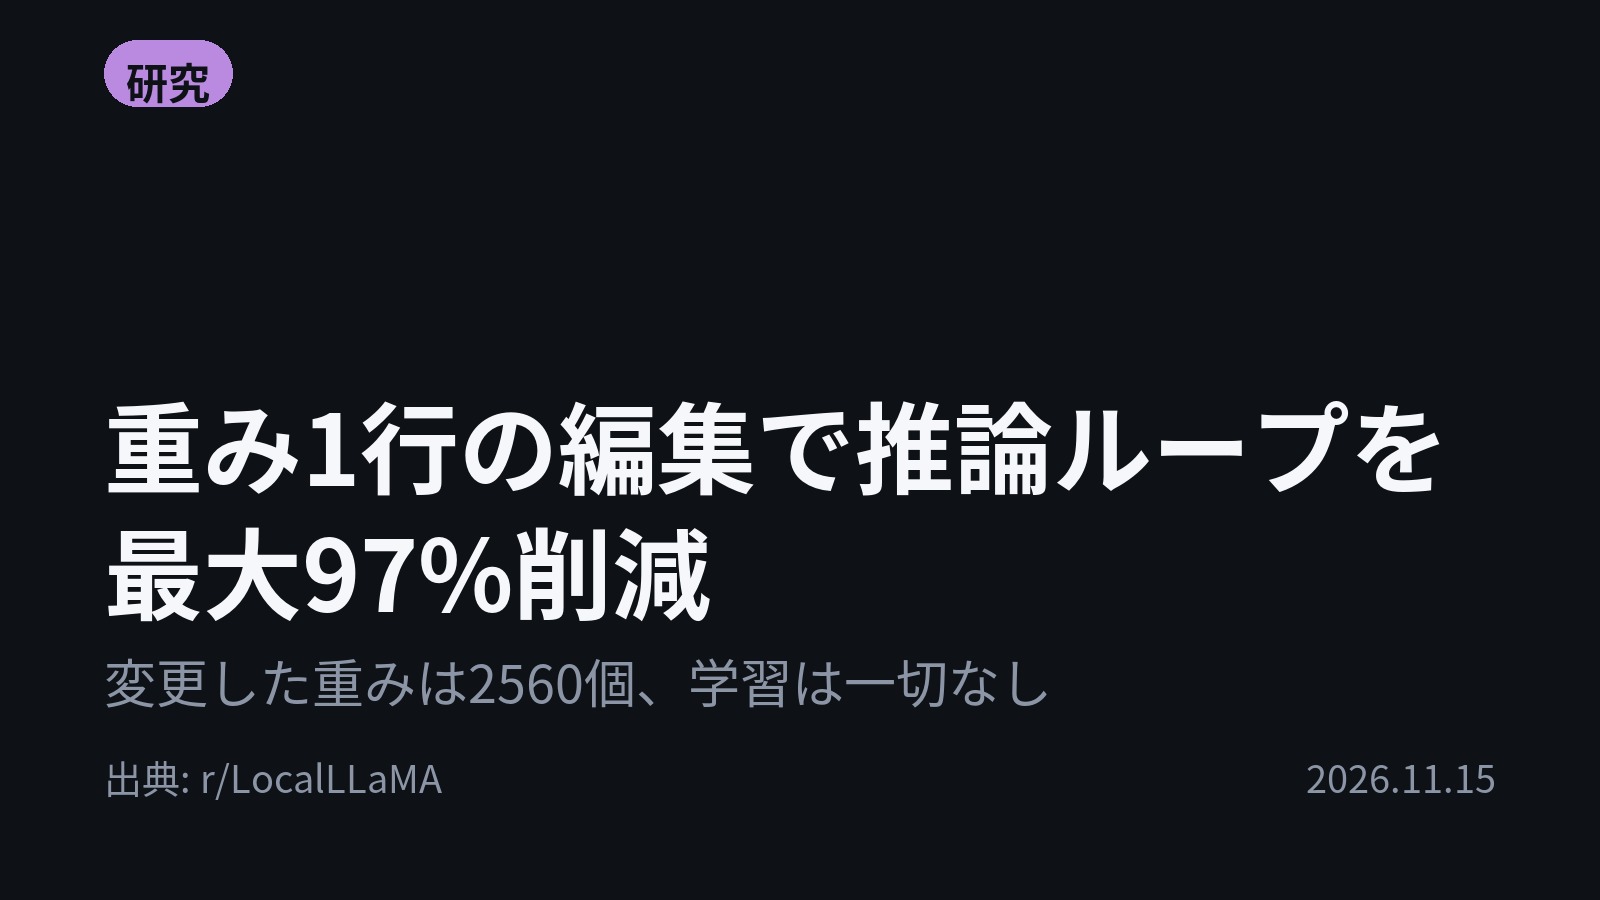 研究
重み1行の編集で推論ループを
最大97%削減
変更した重みは2560個、学習は一切なし
出典: r/LocalLLaMA
2026.11.15